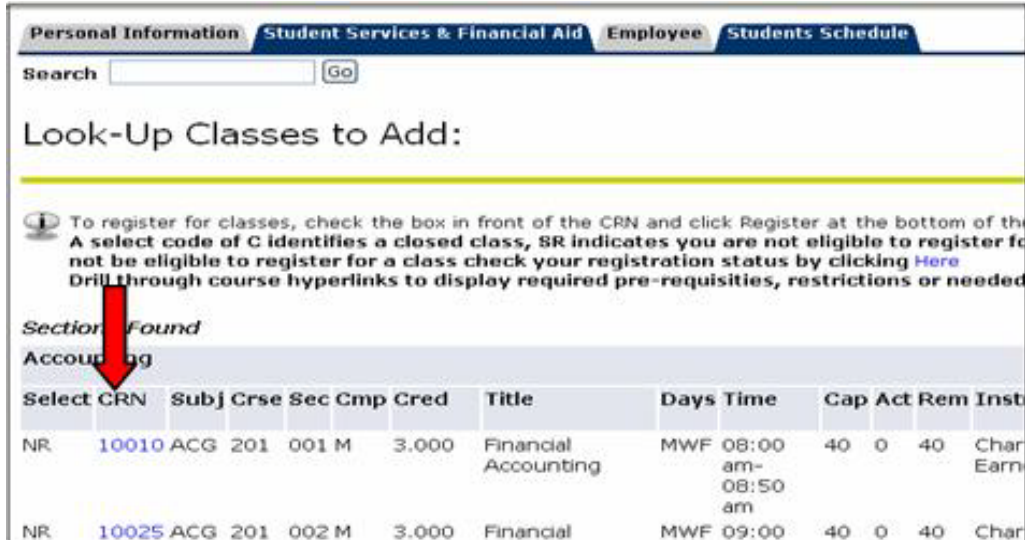 Personal Information Student Services & Financial Aid Employee Students Schedule
Search Go
Look-Up Classes to Add:
To register for classes, check the box in front of the CRN and click Register at the bottom of the
A select code of C identifies a closed class, SR indicates you are not eligible to register fo
not be eligible to register for a class check your registration status by clicking Here
Drill through course hyperlinks to display required pre-requisities, restrictions or needed
Section Found
Accounting
Select CRN Subj Crse Sec Cmp Cred Title Days Time Cap Act Rem Instr
NR 10010 ACG 201 001 M 3.000 Financial MWF 08:00 40 0 40 Char
Accounting am- Earn
08:50
am
NR 10025 ACG 201 002 M 3.000 Financial MWF 09:00 40 0 40 Char